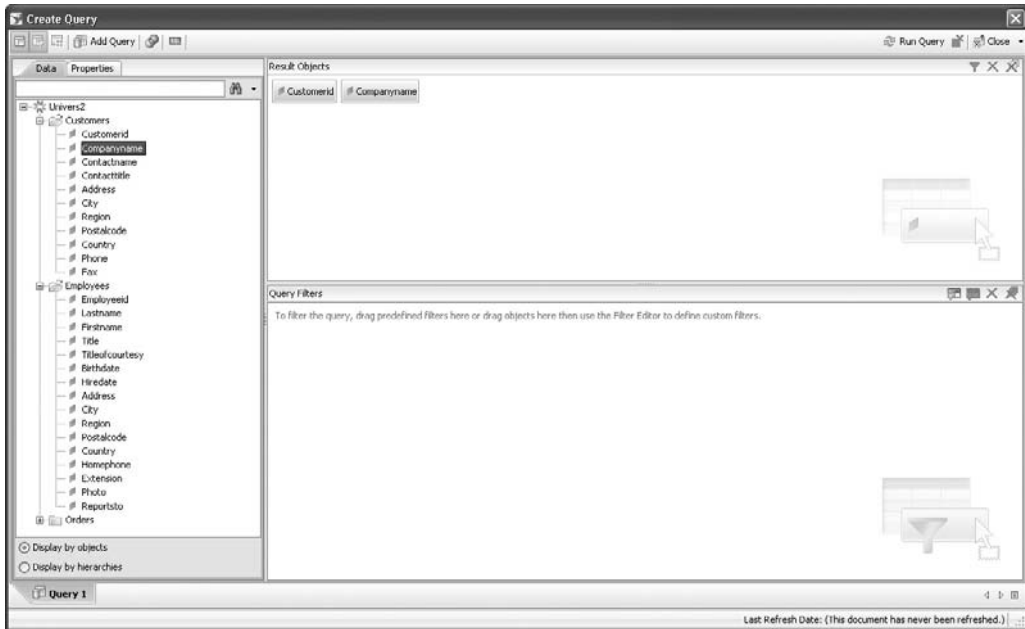 Create Query
Add Query
Run Query
Close
Data Properties
Result Objects
Customerid Companyname
Univers2
Customers
Customerid
Companyname
Contactname
Contacttitle
Address
City
Region
Postalcode
Country
Phone
Fax
Employees
Employeeid
Lastname
Firstname
Title
Titleofcourtesy
Birthdate
Hiredate
Address
City
Region
Postalcode
Country
Homephone
Extension
Photo
Reportsto
Orders
Query Filters
To filter the query, drag predefined filters here or drag objects here then use the Filter Editor to define custom filters.
Display by objects
Display by hierarchies
Query 1
Last Refresh Date: (This document has never been refreshed.)